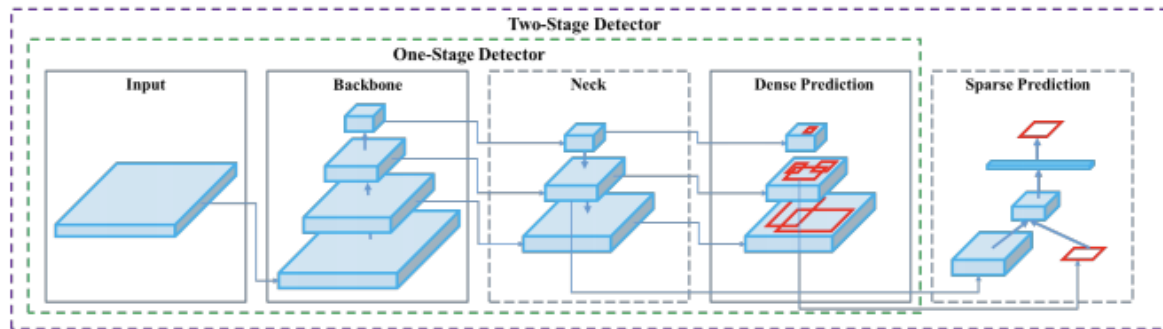 Two-Stage Detector
One-Stage Detector
Input
Backbone
Neck
Dense Prediction
Sparse Prediction